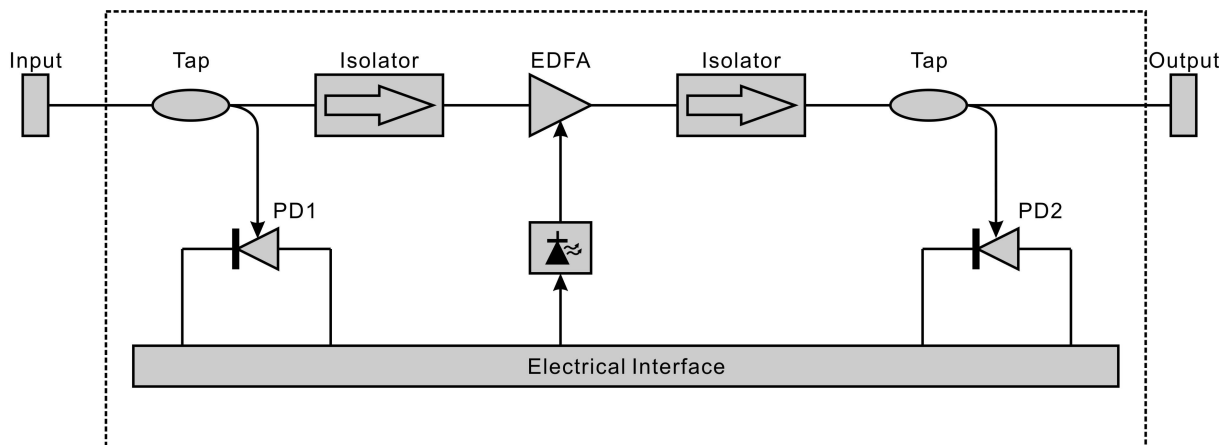 Input
Tap
Isolator
EDFA
Isolator
Tap
Output
PD1
PD2
Electrical Interface